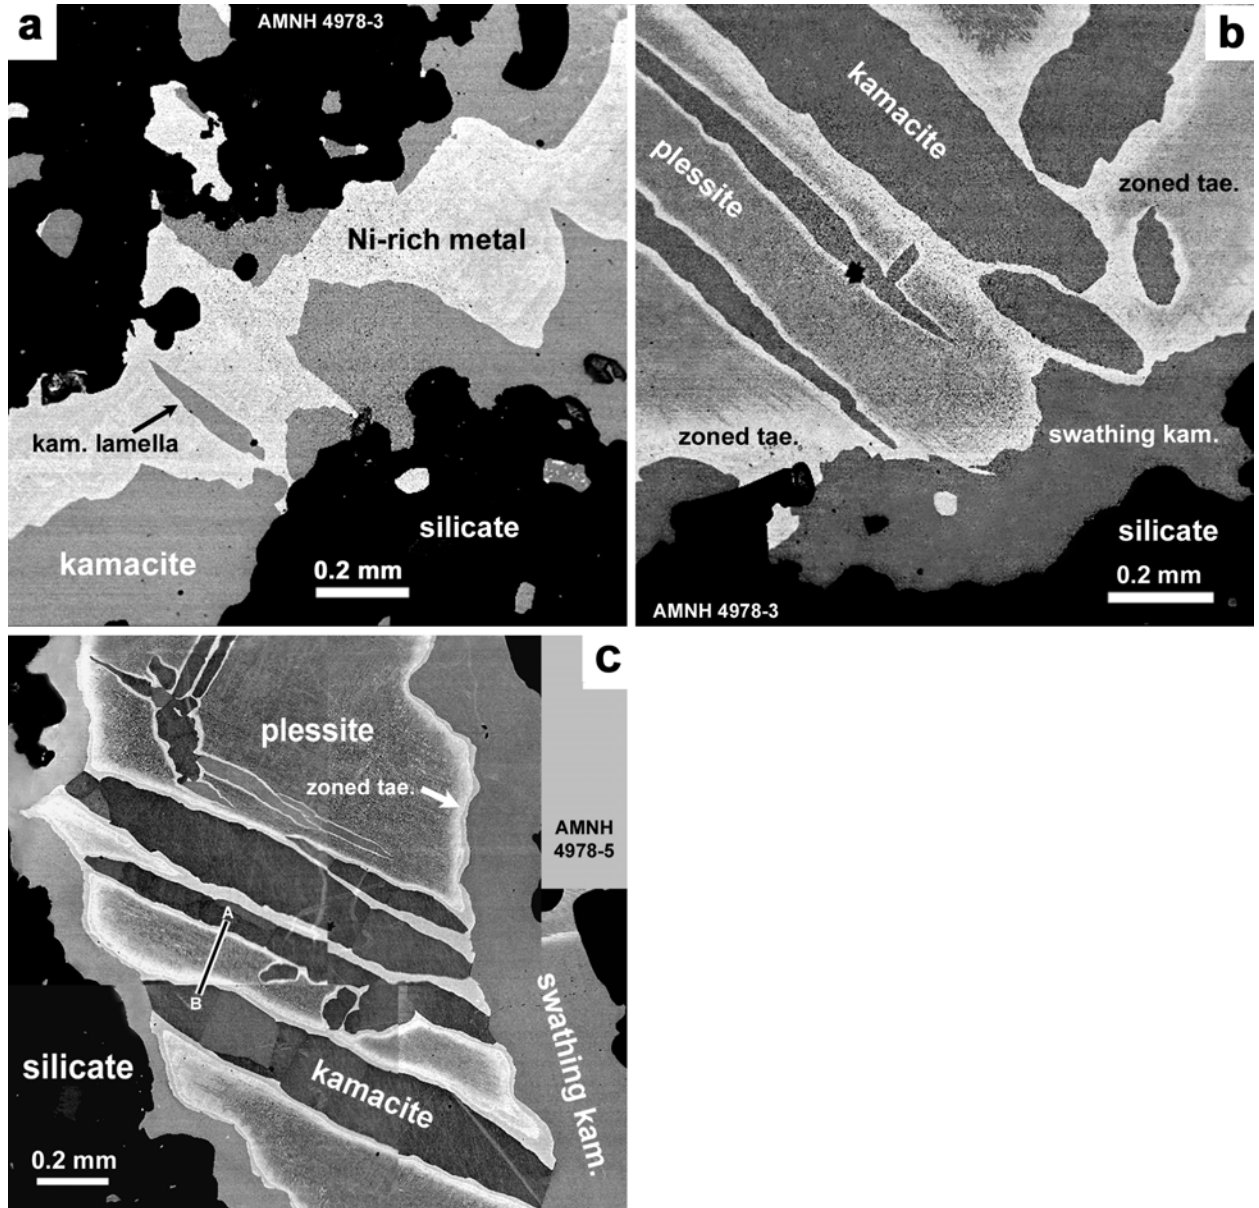 a
AMNH 4978-3
Ni-rich metal
kam. lamella
silicate
kamacite
0.2 mm
b
kamacite
plessite
zoned tae.
zoned tae.
swathing kam.
silicate
0.2 mm
AMNH 4978-3
c
plessite
zoned tae.
AMNH
4978-5
A
B
swathing kam.
silicate
kamacite
0.2 mm